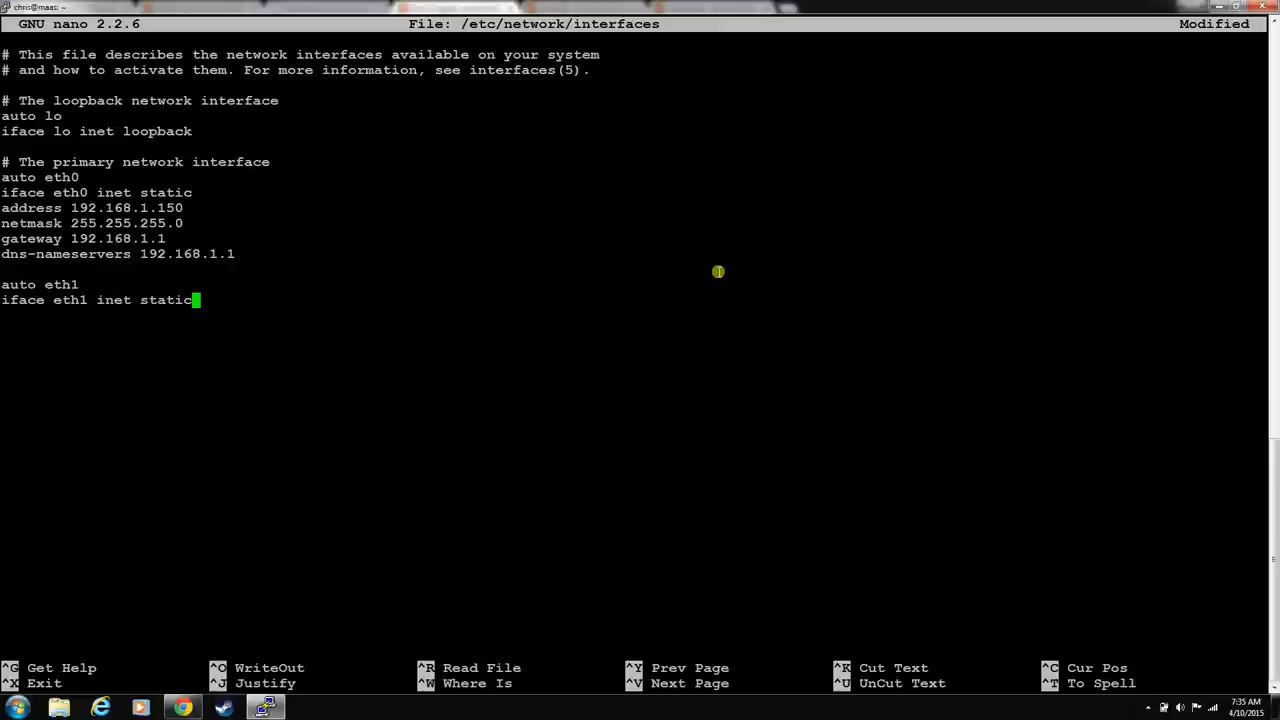 chris@maas: ~
GNU nano 2.2.6 File: /etc/network/interfaces Modified
# This file describes the network interfaces available on your system
# and how to activate them. For more information, see interfaces(5).
# The loopback network interface
auto lo
iface lo inet loopback
# The primary network interface
auto eth0
iface eth0 inet static
address 192.168.1.150
netmask 255.255.255.0
gateway 192.168.1.1
dns-nameservers 192.168.1.1
auto eth1
iface eth1 inet static
^G Get Help ^O WriteOut ^R Read File ^Y Prev Page ^K Cut Text ^C Cur Pos
^X Exit ^J Justify ^W Where Is ^V Next Page ^U UnCut Text ^T To Spell
7:35 AM
4/10/2015